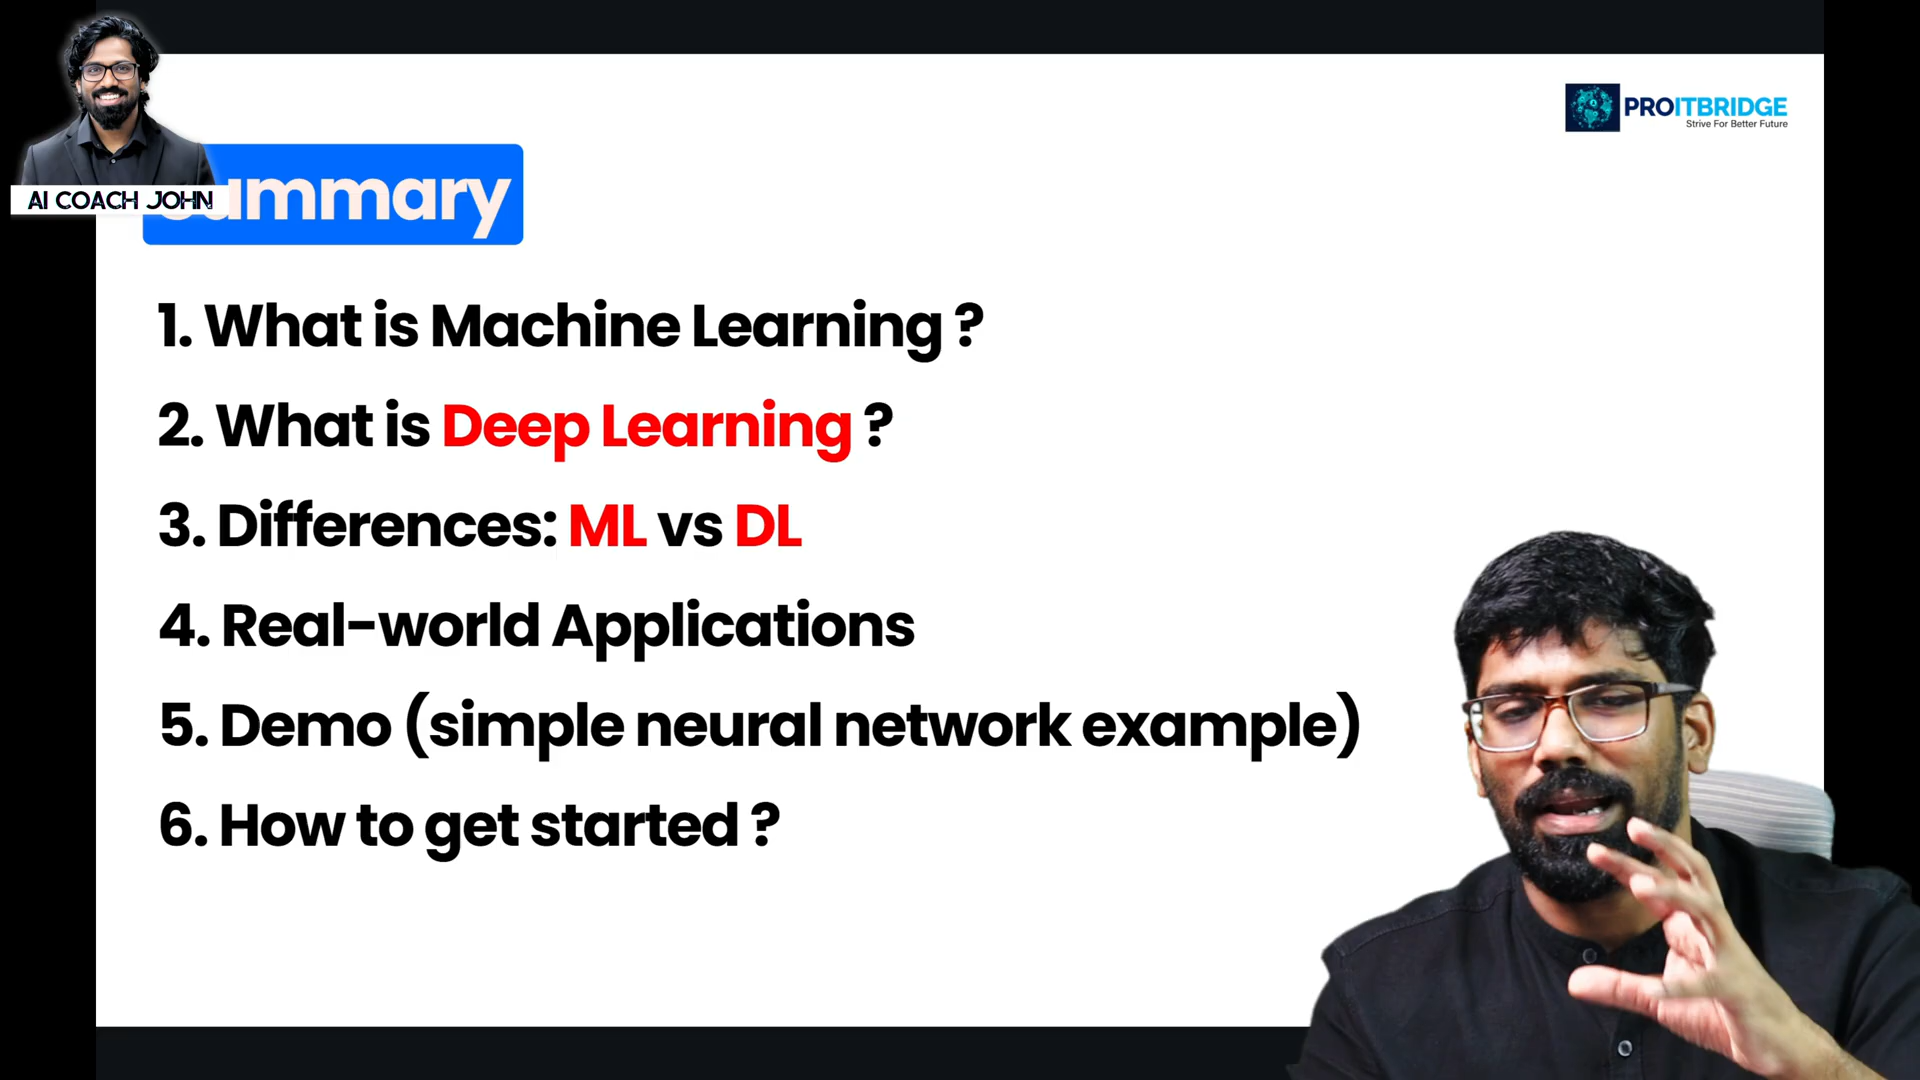 PROITBRIDGE
Strive For Better Future
AI COACH JOHN
Summary
1. What is Machine Learning ?
2. What is Deep Learning ?
3. Differences: ML vs DL
4. Real-world Applications
5. Demo (simple neural network example)
6. How to get started ?